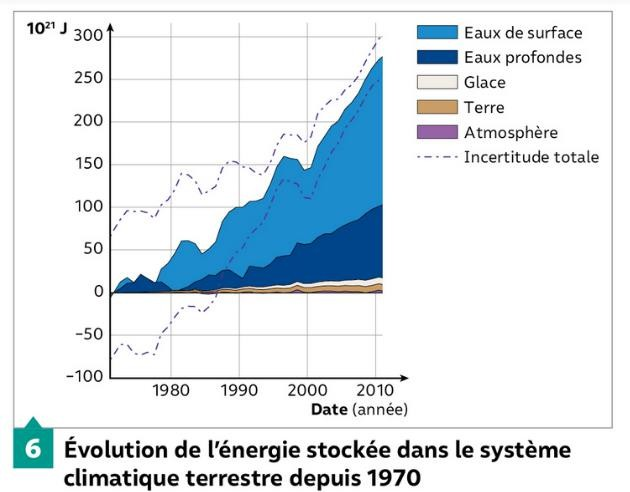 10²¹ J
300
250
200
150
100
50
0
−50
−100
1980 1990 2000 2010
Date (année)
Eaux de surface
Eaux profondes
Glace
Terre
Atmosphère
Incertitude totale
6 Évolution de l'énergie stockée dans le système
climatique terrestre depuis 1970